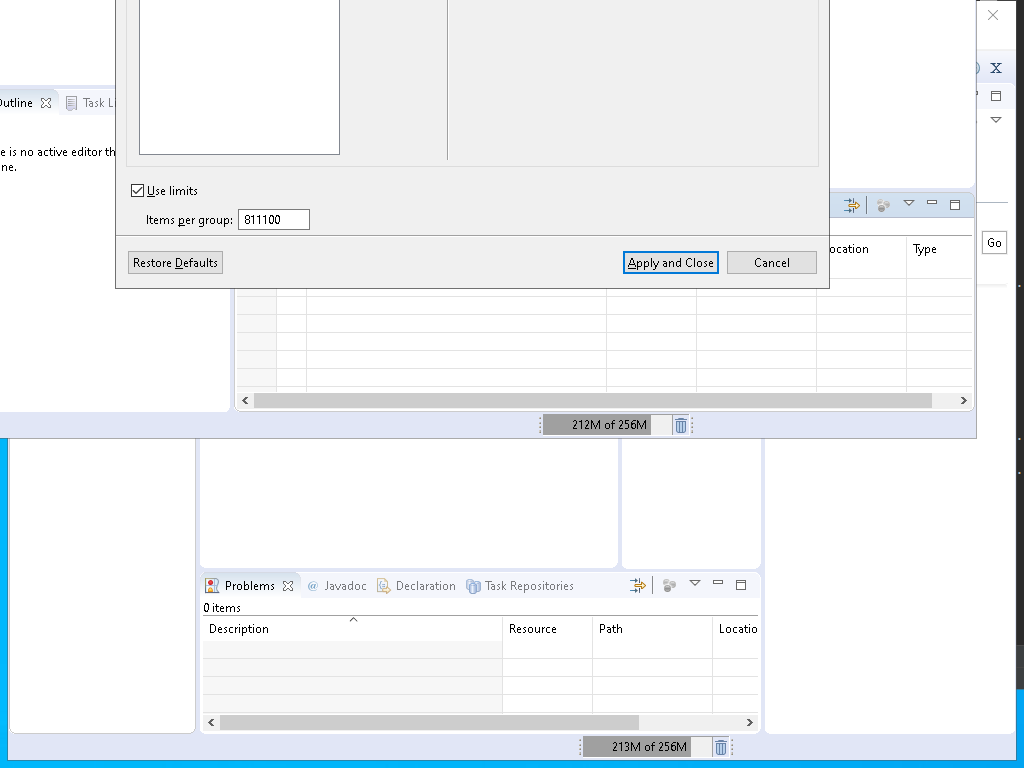 X
Outline
Task Li
e is no active editor th
ne.
Use limits
Items per group: 811100
Go
ocation
Type
Restore Defaults
Apply and Close
Cancel
212M of 256M
Problems
@ Javadoc
Declaration
Task Repositories
0 items
Description
Resource
Path
Locatio
213M of 256M